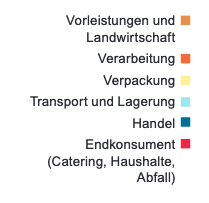 Vorleistungen und
Landwirtschaft
Verarbeitung
Verpackung
Transport und Lagerung
Handel
Endkonsument
(Catering, Haushalte,
Abfall)